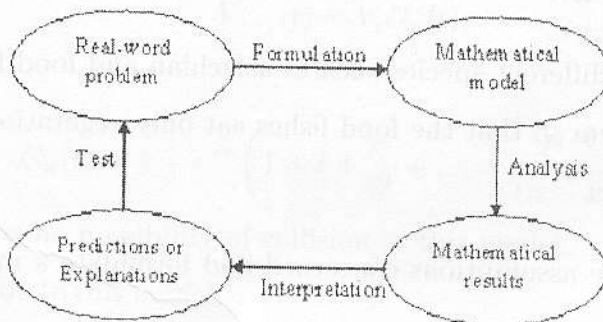 Real-word
problem
Formulation
Mathematical
model
Test
Analysis
Predictions or
Explanations
Interpretation
Mathematical
results